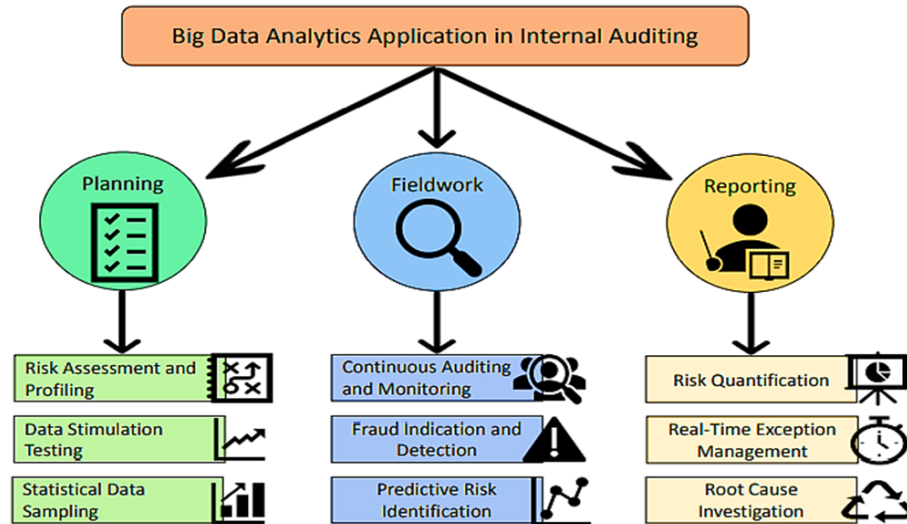 Big Data Analytics Application in Internal Auditing
Planning
Fieldwork
Reporting
Risk Assessment and
Profiling
Data Stimulation
Testing
Statistical Data
Sampling
Continuous Auditing
and Monitoring
Fraud Indication and
Detection
Predictive Risk
Identification
Risk Quantification
Real-Time Exception
Management
Root Cause
Investigation